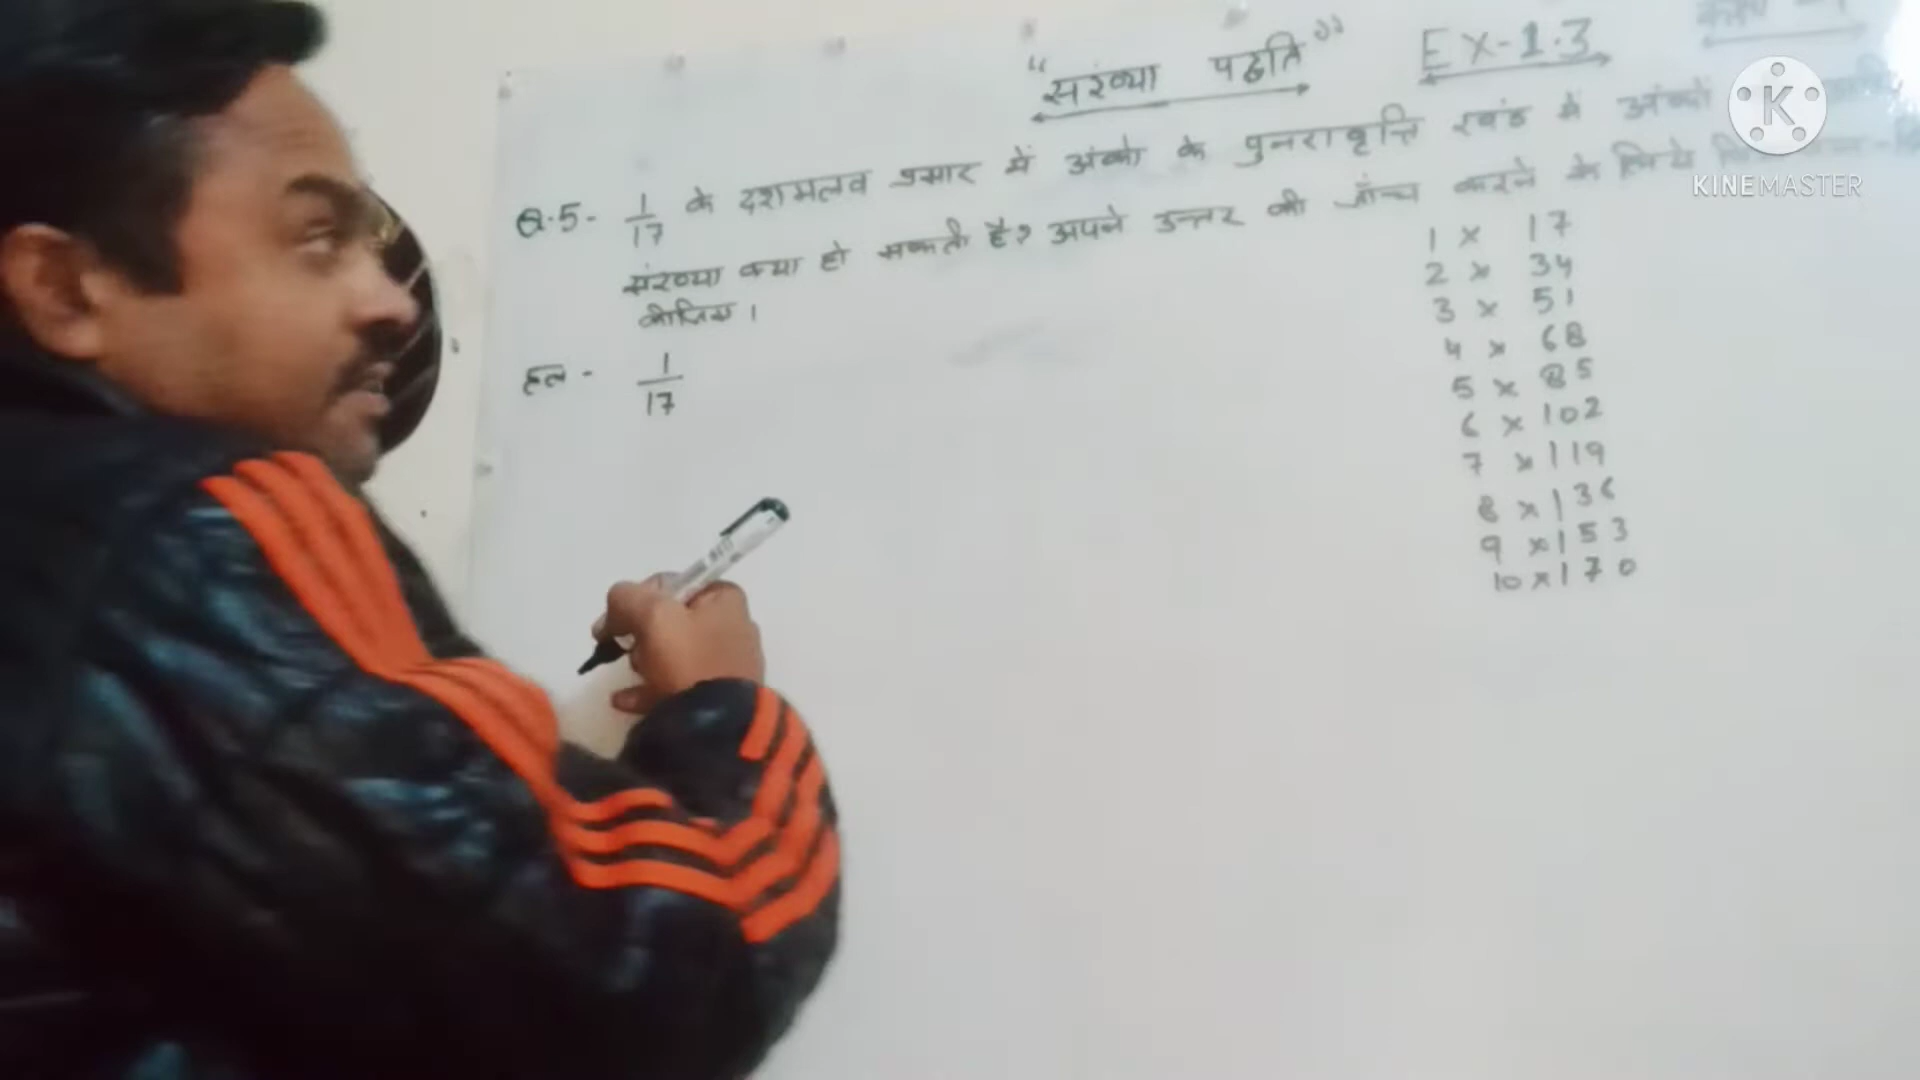 "संख्या पद्धति" EX-1.3
Q.5- 1/17 के दशमलव प्रसार में अंको के पुनरावृत्ति खंड में अंको
संख्या क्या हो सकती है? अपने उत्तर की जाँच करने के लिये
कीजिए।
हल- 1/17
1 × 17
2 × 34
3 × 51
4 × 68
5 × 85
6 × 102
7 × 119
8 × 136
9 × 153
10 × 170
K
KINEMASTER